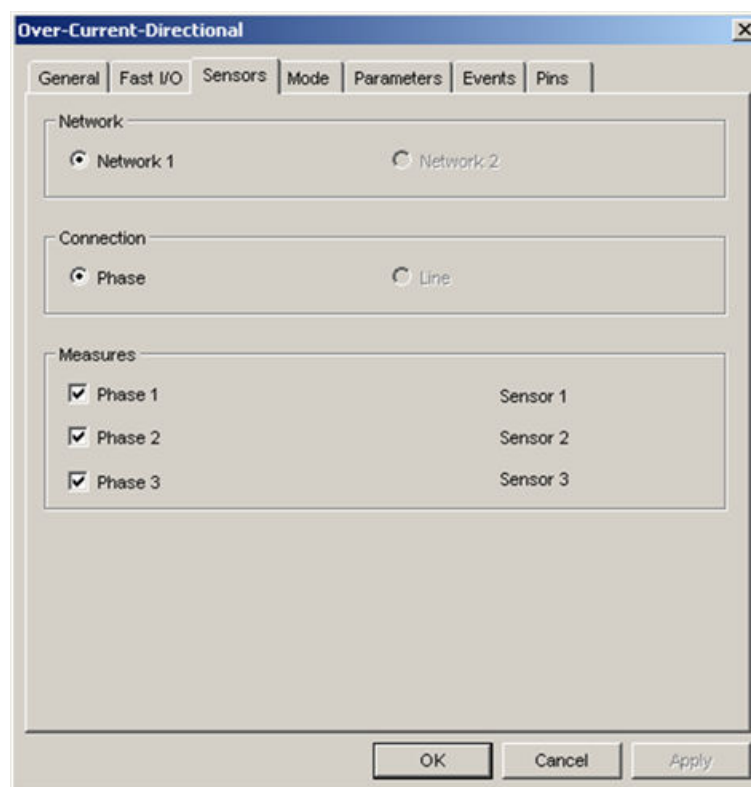 Over-Current-Directional
General Fast I/O Sensors Mode Parameters Events Pins
Network
Network 1 Network 2
Connection
Phase Line
Measures
Phase 1 Sensor 1
Phase 2 Sensor 2
Phase 3 Sensor 3
OK Cancel Apply